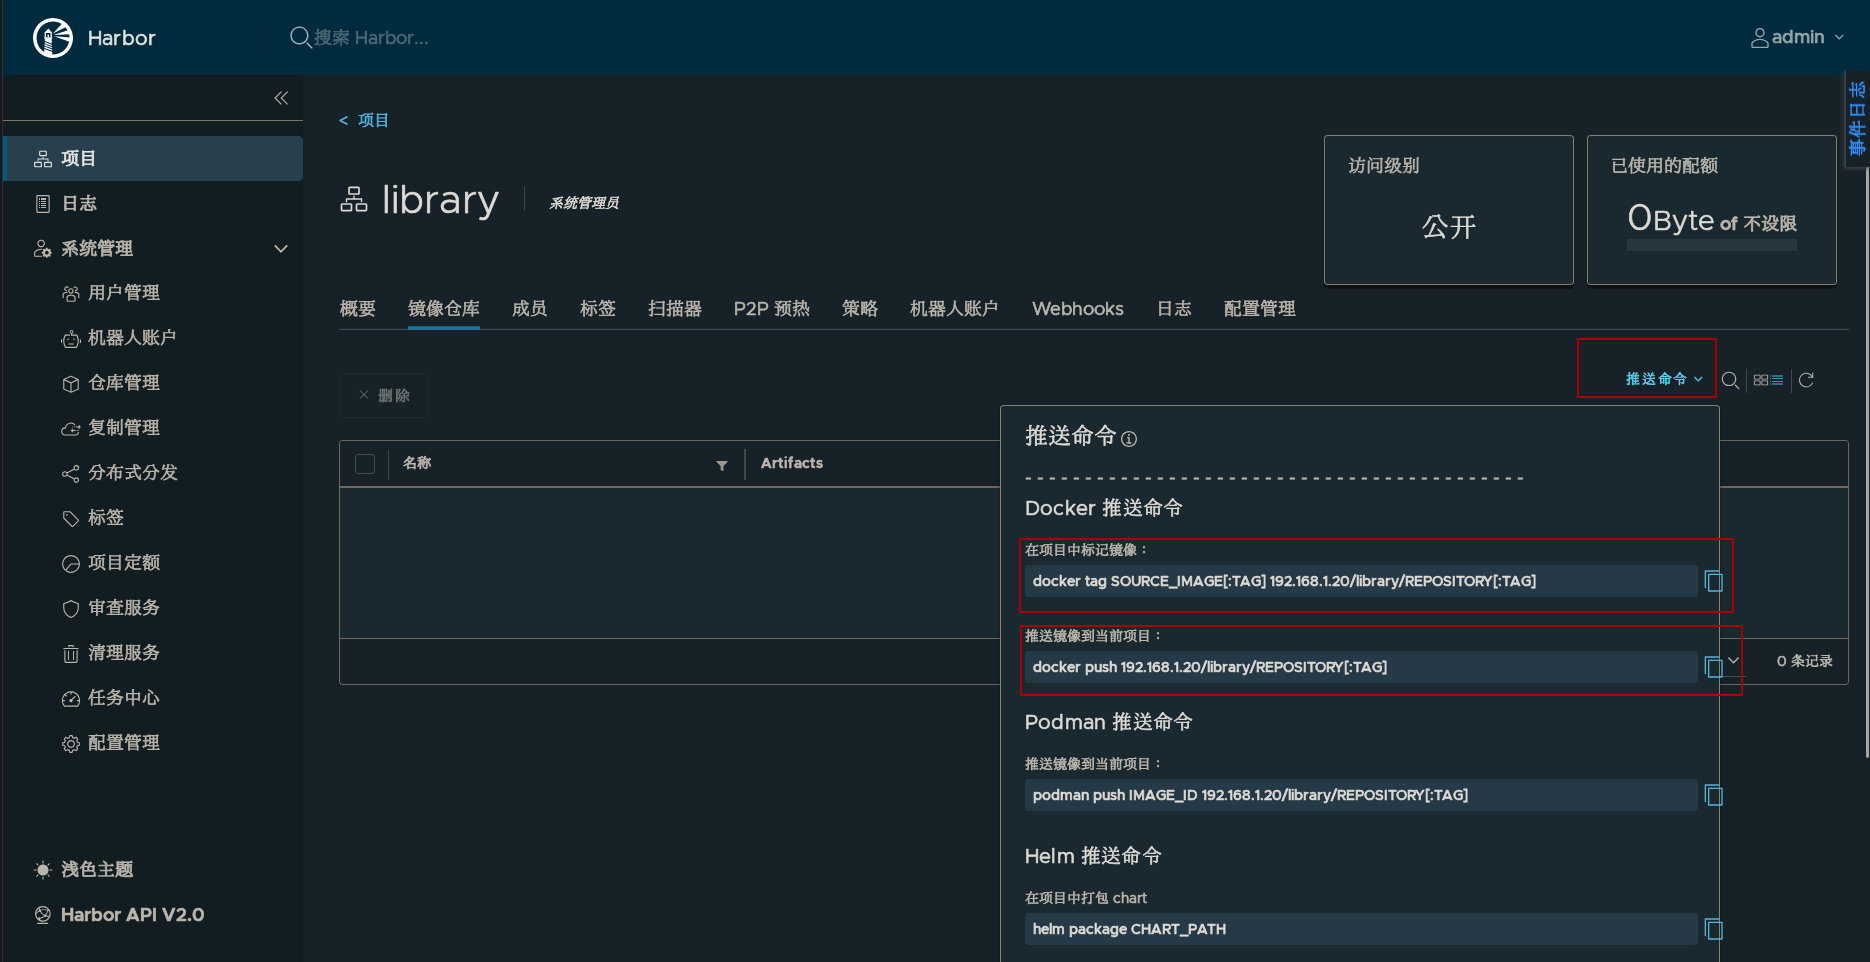 Harbor
搜索 Harbor...
admin
事件日志
项目
日志
系统管理
用户管理
机器人账户
仓库管理
复制管理
分布式分发
标签
项目定额
审查服务
清理服务
任务中心
配置管理
浅色主题
Harbor API V2.0
< 项目
library
系统管理员
访问级别
公开
已使用的配额
0Byte of 不设限
概要 镜像仓库 成员 标签 扫描器 P2P 预热 策略 机器人账户 Webhooks 日志 配置管理
删除
推送命令
名称 Artifacts
0 条记录
推送命令
----------------------------------------
Docker 推送命令
在项目中标记镜像：
docker tag SOURCE_IMAGE[:TAG] 192.168.1.20/library/REPOSITORY[:TAG]
推送镜像到当前项目：
docker push 192.168.1.20/library/REPOSITORY[:TAG]
Podman 推送命令
推送镜像到当前项目：
podman push IMAGE_ID 192.168.1.20/library/REPOSITORY[:TAG]
Helm 推送命令
在项目中打包 chart
helm package CHART_PATH